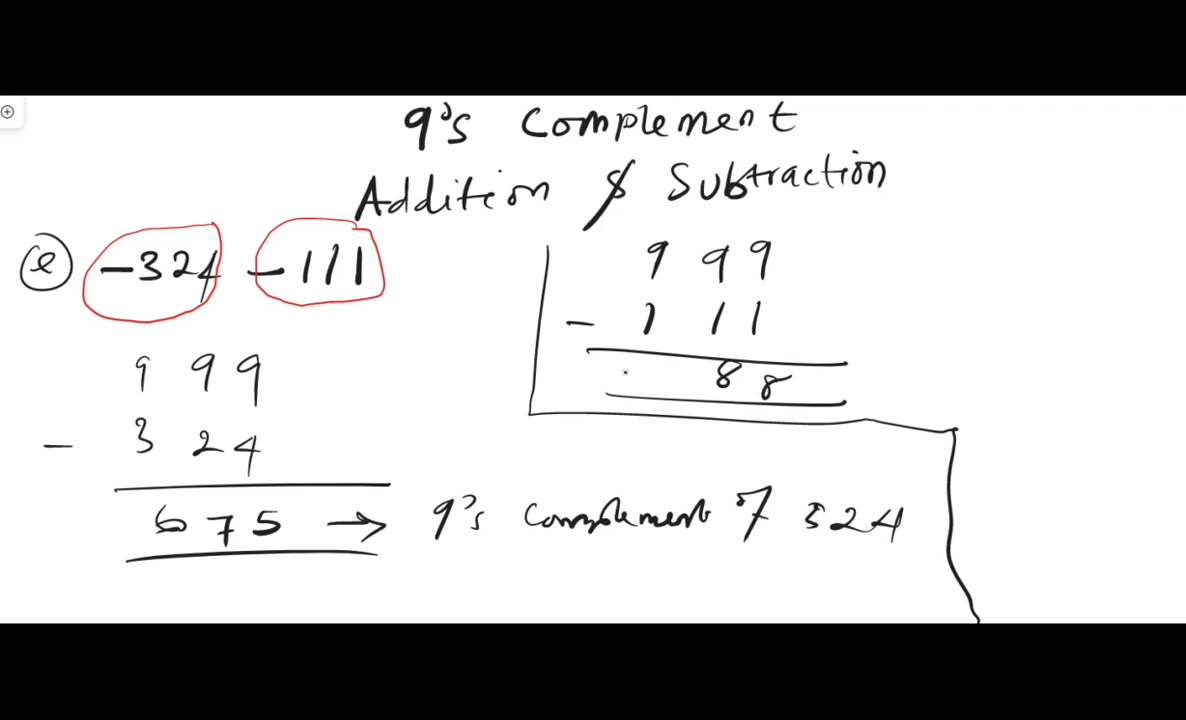 9's Complement
Addition & Subtraction
e -324 -111
999
- 324
675 → 9's complement of 324
999
- 111
88